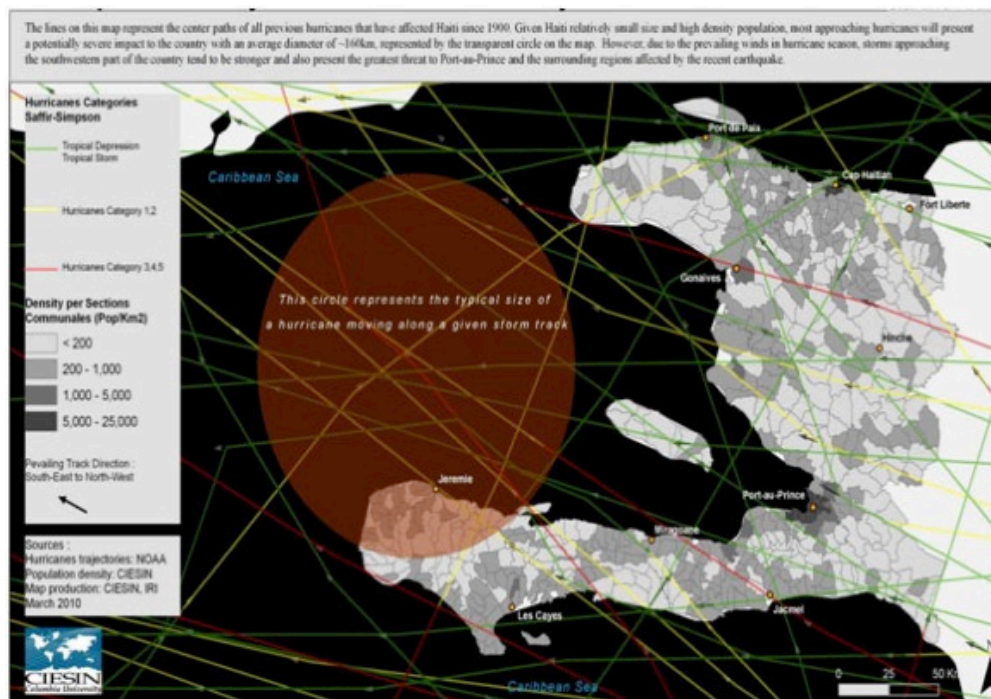 The lines on this map represent the center paths of all previous hurricanes that have affected Haiti since 1900. Given Haiti relatively small size and high density population, most approaching hurricanes will present
a potentially severe impact to the country with an average diameter of ~160km, represented by the transparent circle on the map. However, due to the prevailing winds in hurricane season, storms approaching
the southwestern part of the country tend to be stronger and also present the greatest threat to Port-au-Prince and the surrounding regions affected by the recent earthquake.
Hurricanes Categories
Saffir-Simpson
Tropical Depression
Tropical Storm
Hurricanes Category 1,2
Hurricanes Category 3,4,5
Density per Sections
Communales (Pop/Km2)
< 200
200 - 1,000
1,000 - 5,000
5,000 - 25,000
Pevailing Track Direction :
South-East to North-West
Sources :
Hurricanes trajectories: NOAA
Population density: CIESIN
Map production: CIESIN, IRI
March 2010
CIESIN
Columbia University
Caribbean Sea
Port de Paix
Cap-Haitian
Fort Liberte
Gonaives
This circle represents the typical size of
a hurricane moving along a given storm track
Hinche
Jeremie
Port-au-Prince
Miragoane
Les Cayes
Jacmel
Caribbean Sea
0 25 50 Km